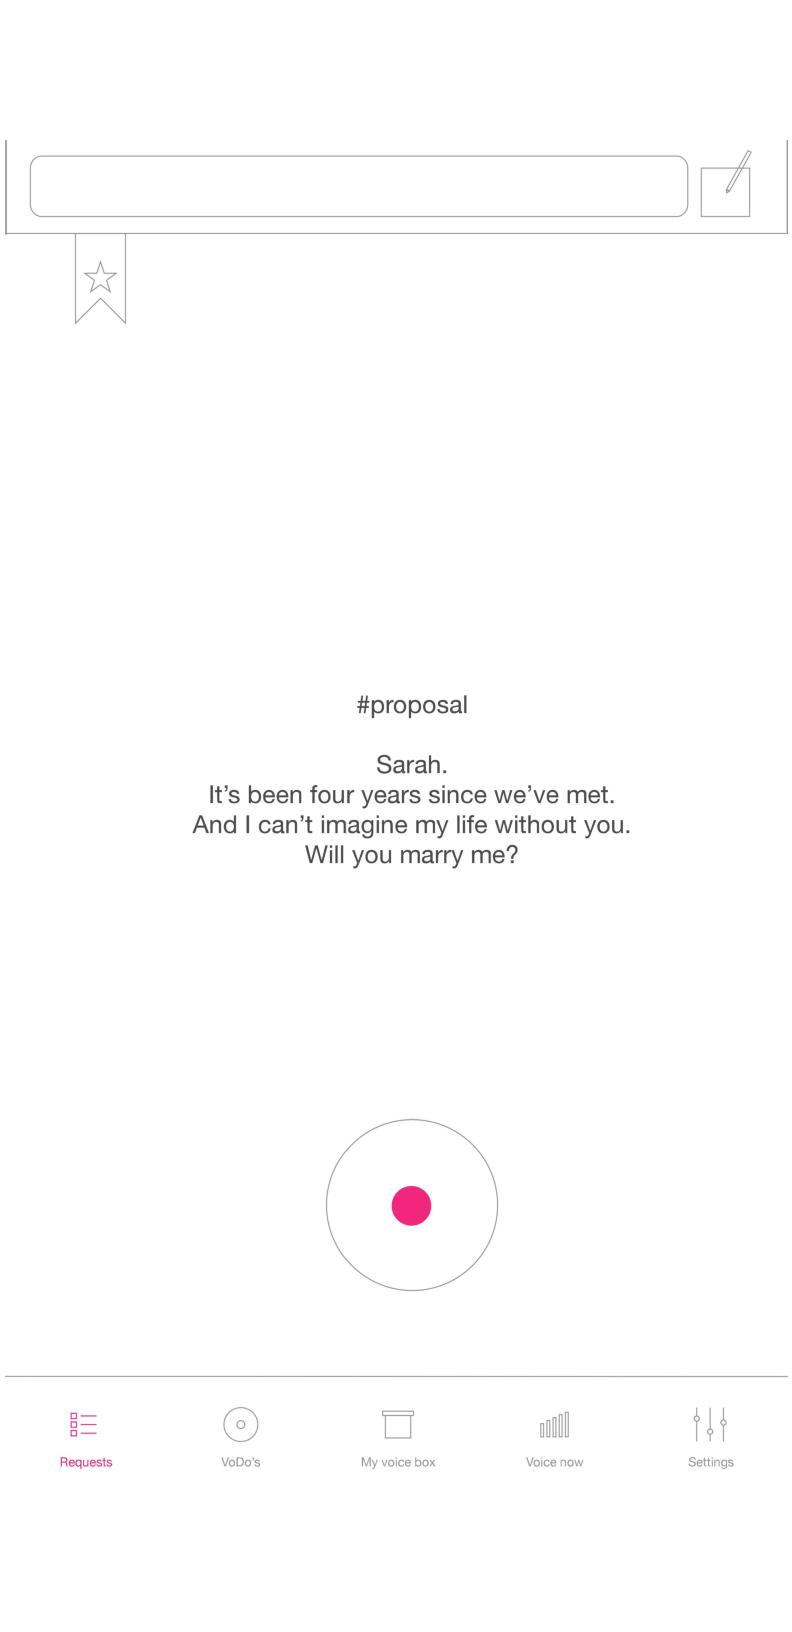 #proposal
Sarah.
It’s been four years since we’ve met.
And I can’t imagine my life without you.
Will you marry me?
Requests
VoDo’s
My voice box
Voice now
Settings